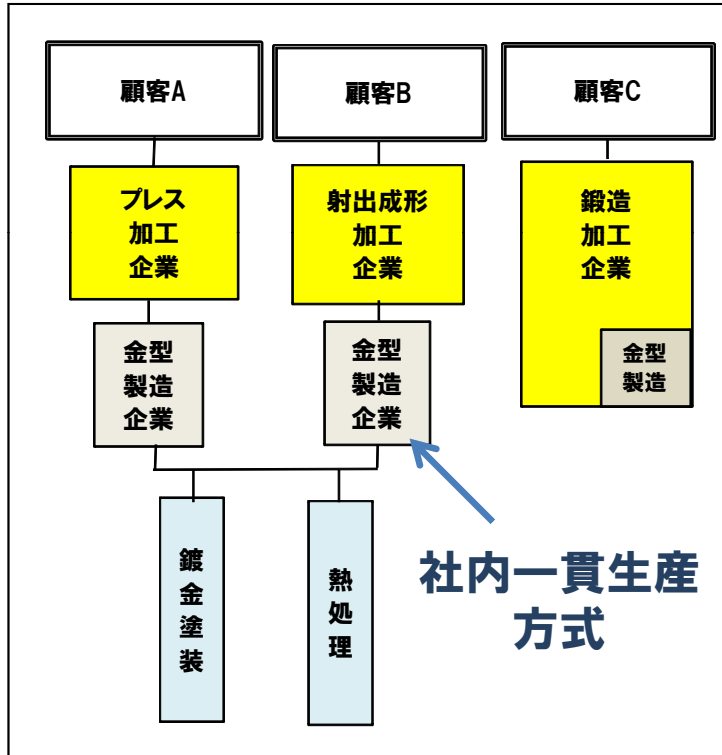 顧客A
顧客B
顧客C
プレス
加工
企業
射出成形
加工
企業
鍛造
加工
企業
金型
製造
企業
金型
製造
企業
金型
製造
鍍金塗装
熱処理
社内一貫生産
方式